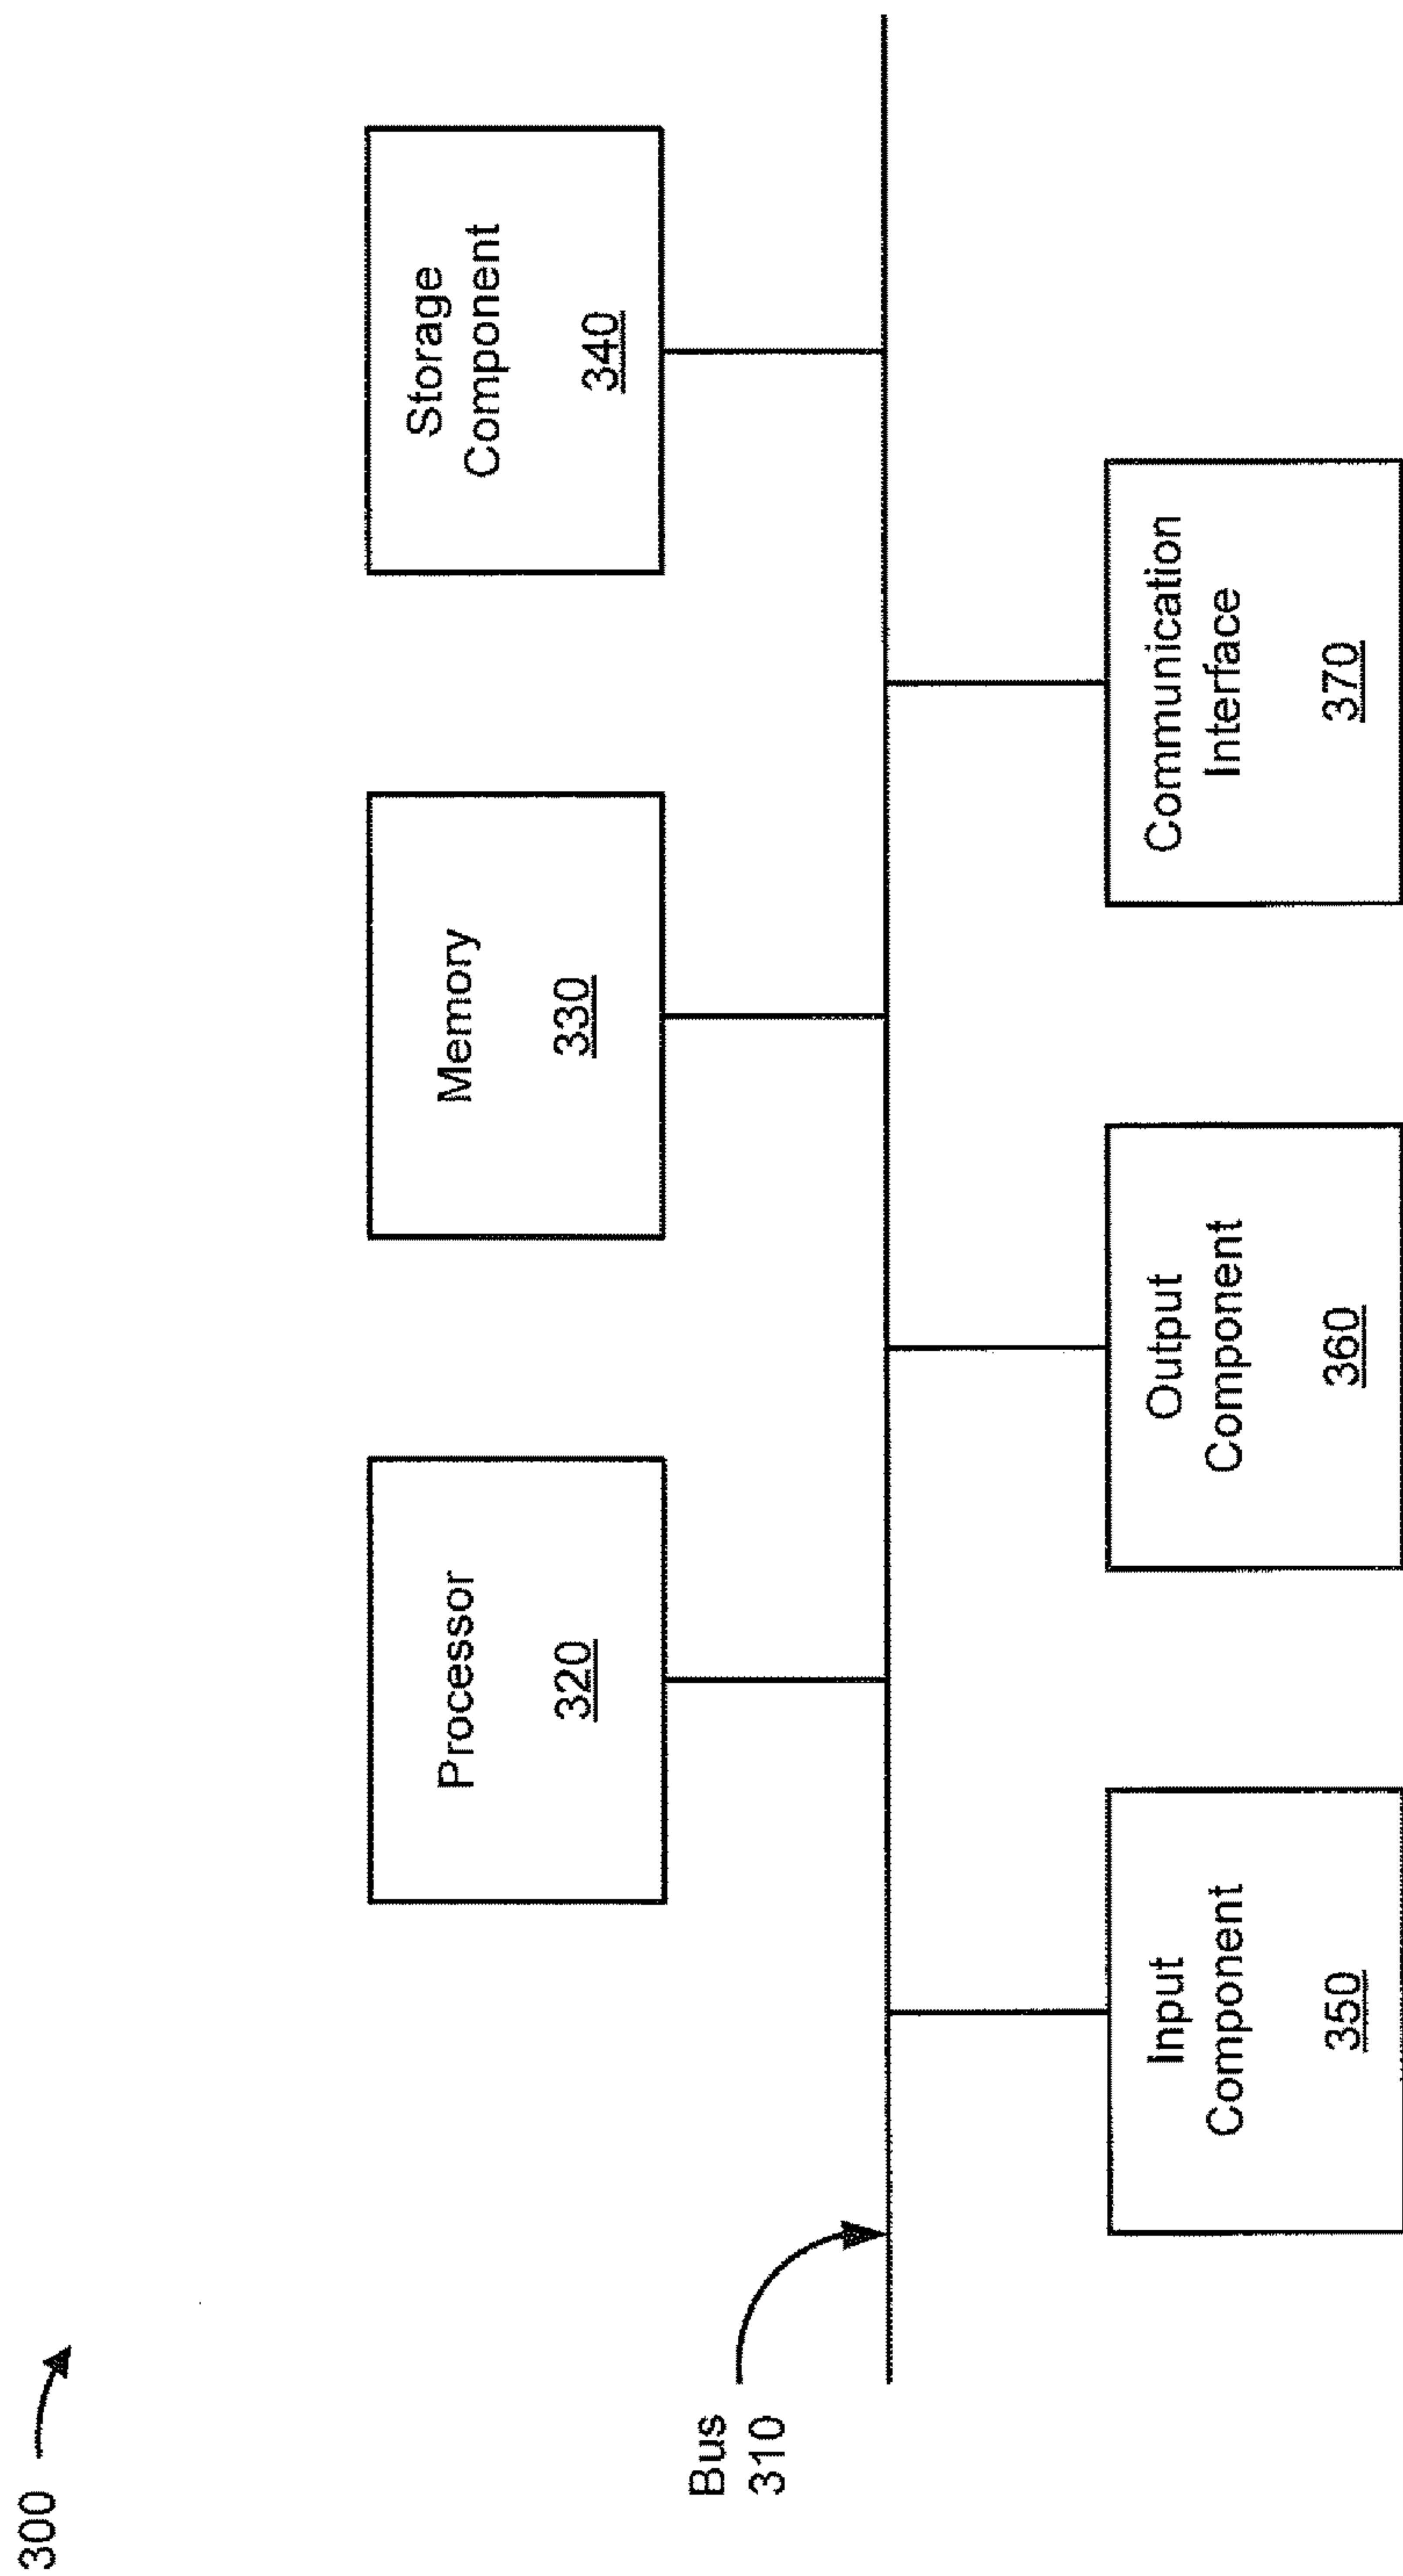 300
Processor
320
Memory
330
Storage
Component
340
Bus
310
Input
Component
350
Output
Component
360
Communication
Interface
370